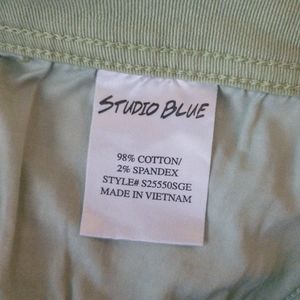 STUDIO BLUE
98% COTTON/
2% SPANDEX
STYLE# S25550SGE
MADE IN VIETNAM